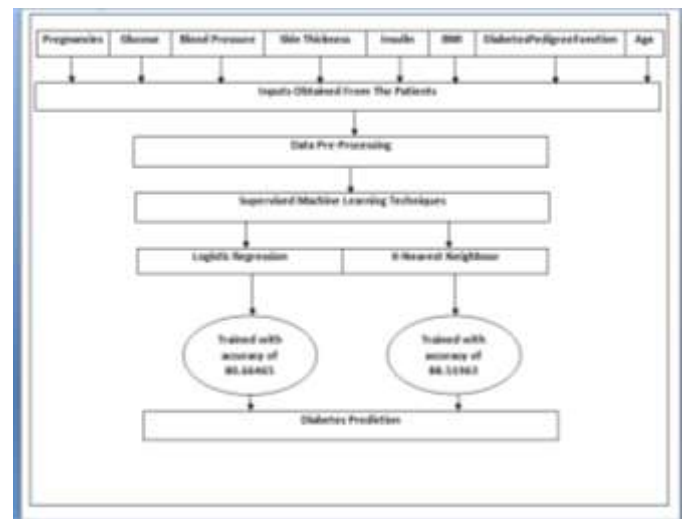 Pregnancies Glucose Blood Pressure Skin Thickness Insulin BMI DiabetesPedigreeFunction Age
Inputs Obtained From The Patients
Data Pre-Processing
Supervised Machine Learning Techniques
Logistic Regression K-Nearest Neighbour
Trained with
accuracy of
Trained with
accuracy of
Diabetes Prediction